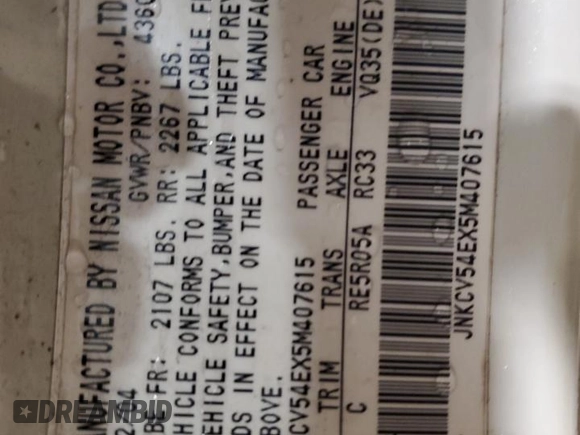 ANUFACTURED BY NISSAN MOTOR CO.,LTD
GVWR/PNBV: 4360
FR: 2107 LBS. RR: 2267 LBS.
HICLE CONFORMS TO ALL APPLICABLE
EHICLE SAFETY,BUMPER,AND THEFT PREV
DS IN EFFECT ON THE DATE OF MANUFAC
BOVE.
CV54EX5M407615 PASSENGER CAR
TRIM TRANS AXLE ENGINE
C RE5R05A RC33 VQ35(DE)
JNKCV54EX5M407615
DREAMBID